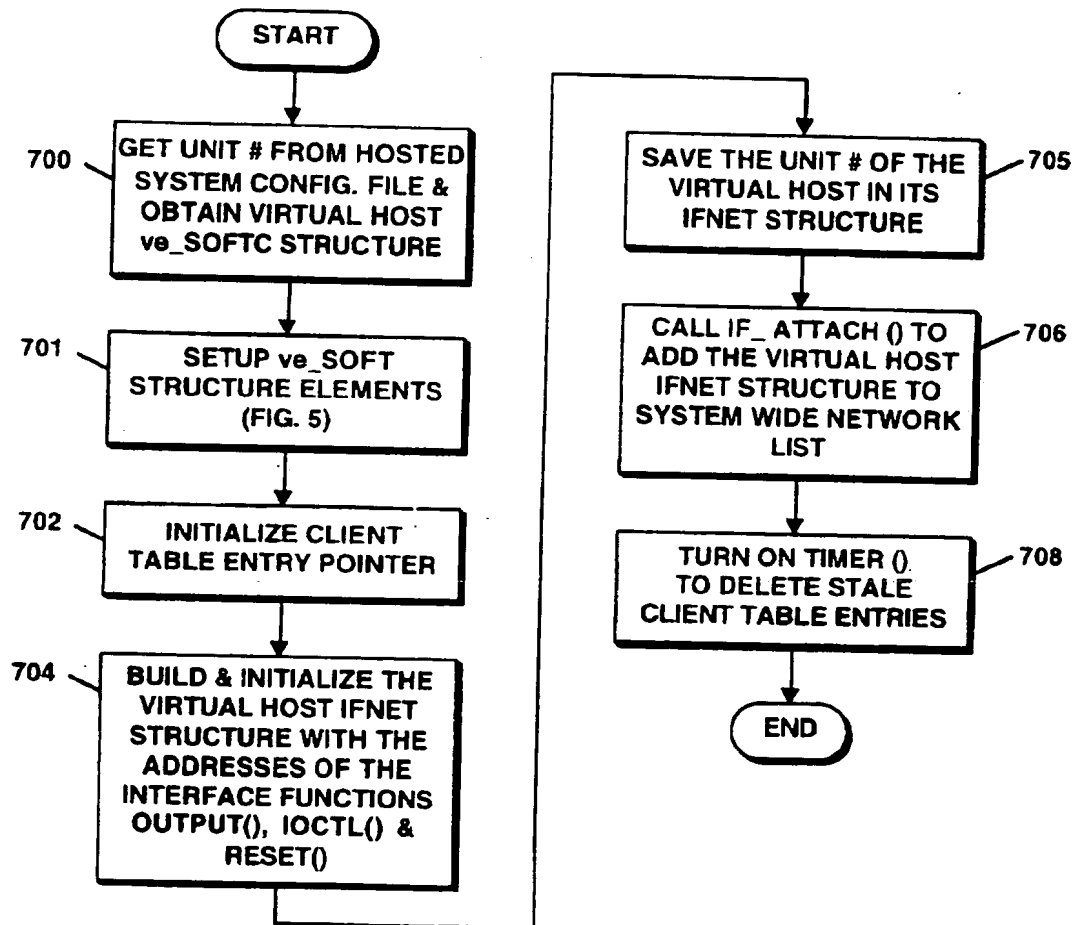 START
700
GET UNIT # FROM HOSTED
SYSTEM CONFIG. FILE &
OBTAIN VIRTUAL HOST
ve_SOFTC STRUCTURE
701
SETUP ve_SOFT
STRUCTURE ELEMENTS
(FIG. 5)
702
INITIALIZE CLIENT
TABLE ENTRY POINTER
704
BUILD & INITIALIZE THE
VIRTUAL HOST IFNET
STRUCTURE WITH THE
ADDRESSES OF THE
INTERFACE FUNCTIONS
OUTPUT(), IOCTL() &
RESET()
SAVE THE UNIT # OF THE
VIRTUAL HOST IN ITS
IFNET STRUCTURE
705
CALL IF_ ATTACH () TO
ADD THE VIRTUAL HOST
IFNET STRUCTURE TO
SYSTEM WIDE NETWORK
LIST
706
TURN ON TIMER ()
TO DELETE STALE
CLIENT TABLE ENTRIES
708
END